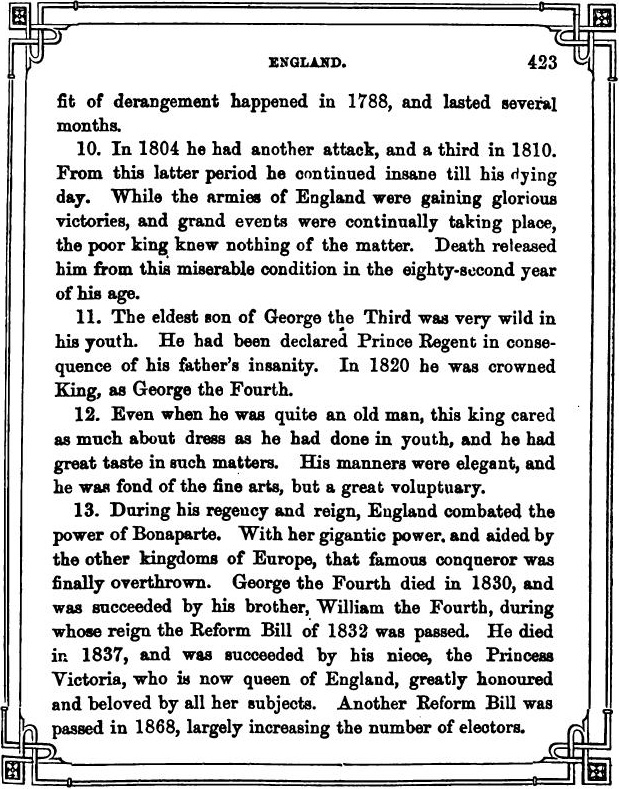 ENGLAND. 423
fit of derangement happened in 1788, and lasted several
months.
10. In 1804 he had another attack, and a third in 1810.
From this latter period he continued insane till his dying
day. While the armies of England were gaining glorious
victories, and grand events were continually taking place,
the poor king knew nothing of the matter. Death released
him from this miserable condition in the eighty-second year
of his age.
11. The eldest son of George the Third was very wild in
his youth. He had been declared Prince Regent in conse-
quence of his father's insanity. In 1820 he was crowned
King, as George the Fourth.
12. Even when he was quite an old man, this king cared
as much about dress as he had done in youth, and he had
great taste in such matters. His manners were elegant, and
he was fond of the fine arts, but a great voluptuary.
13. During his regency and reign, England combated the
power of Bonaparte. With her gigantic power, and aided by
the other kingdoms of Europe, that famous conqueror was
finally overthrown. George the Fourth died in 1830, and
was succeeded by his brother, William the Fourth, during
whose reign the Reform Bill of 1832 was passed. He died
in 1837, and was succeeded by his niece, the Princess
Victoria, who is now queen of England, greatly honoured
and beloved by all her subjects. Another Reform Bill was
passed in 1868, largely increasing the number of electors.